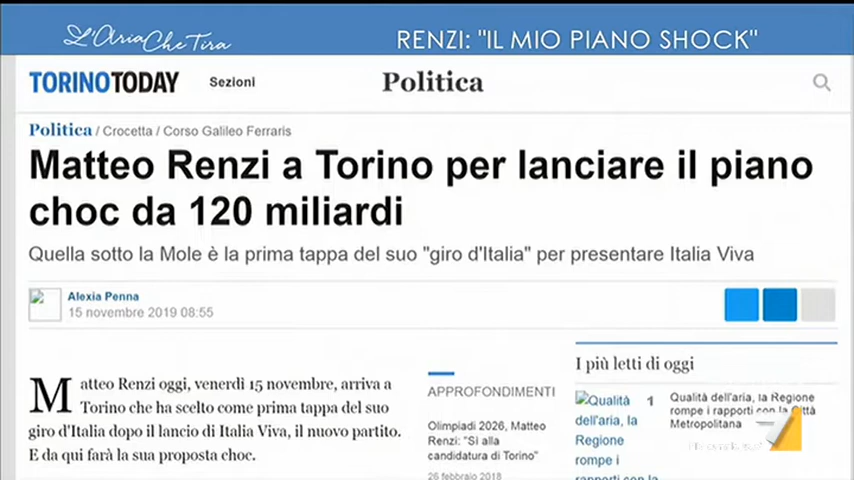 L'Aria Che Tira
RENZI: "IL MIO PIANO SHOCK"
TORINOTODAY
Sezioni
Politica
Politica / Crocetta / Corso Galileo Ferraris
Matteo Renzi a Torino per lanciare il piano
choc da 120 miliardi
Quella sotto la Mole è la prima tappa del suo "giro d'Italia" per presentare Italia Viva
Alexia Penna
15 novembre 2019 08:55
Matteo Renzi oggi, venerdì 15 novembre, arriva a
Torino che ha scelto come prima tappa del suo
giro d'Italia dopo il lancio di Italia Viva, il nuovo partito.
E da qui farà la sua proposta choc.
APPROFONDIMENTI
Olimpiadi 2026, Matteo
Renzi: "Sì alla
candidatura di Torino"
26 febbraio 2018
I più letti di oggi
Qualità
dell'aria, la
Regione
rompe i
rapporti con la
1
Qualità dell'aria, la Regione
rompe i rapporti con la Città
Metropolitana
7